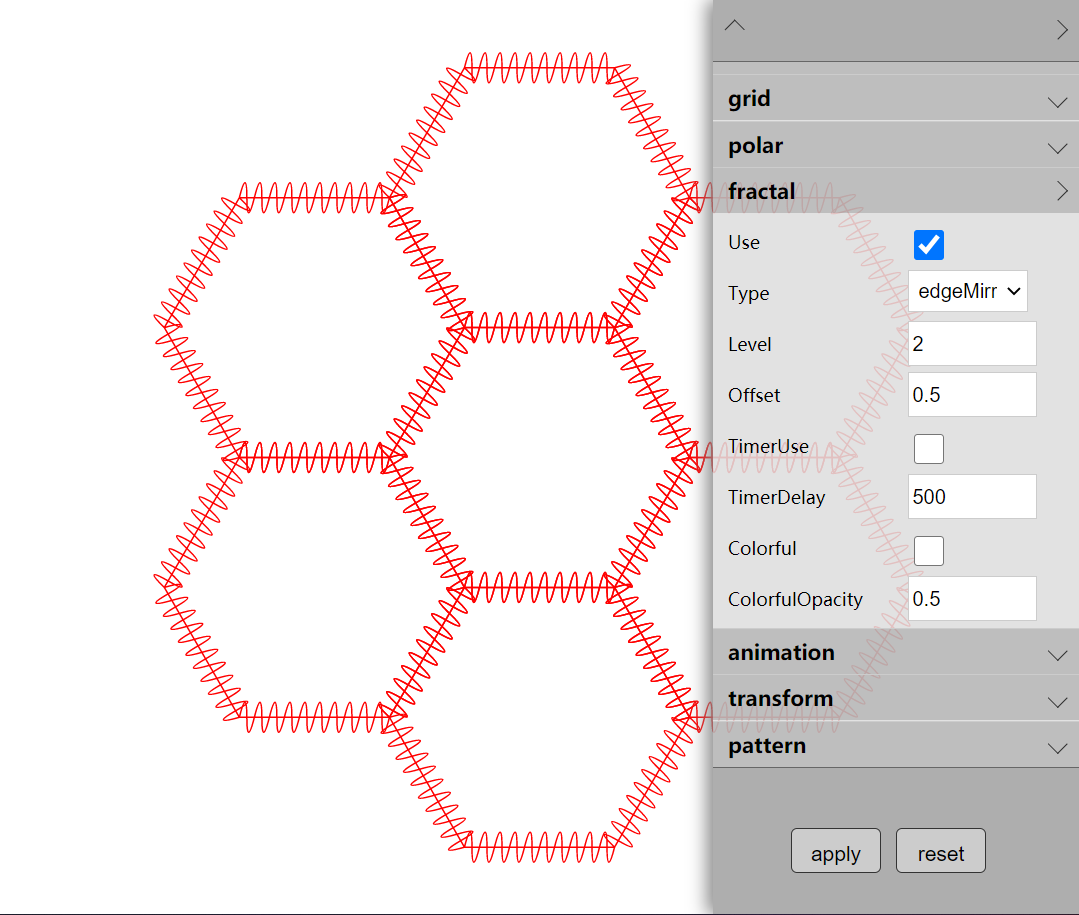 grid
polar
fractal
Use
Type edgeMirr
Level 2
Offset 0.5
TimerUse
TimerDelay 500
Colorful
ColorfulOpacity 0.5
animation
transform
pattern
apply reset